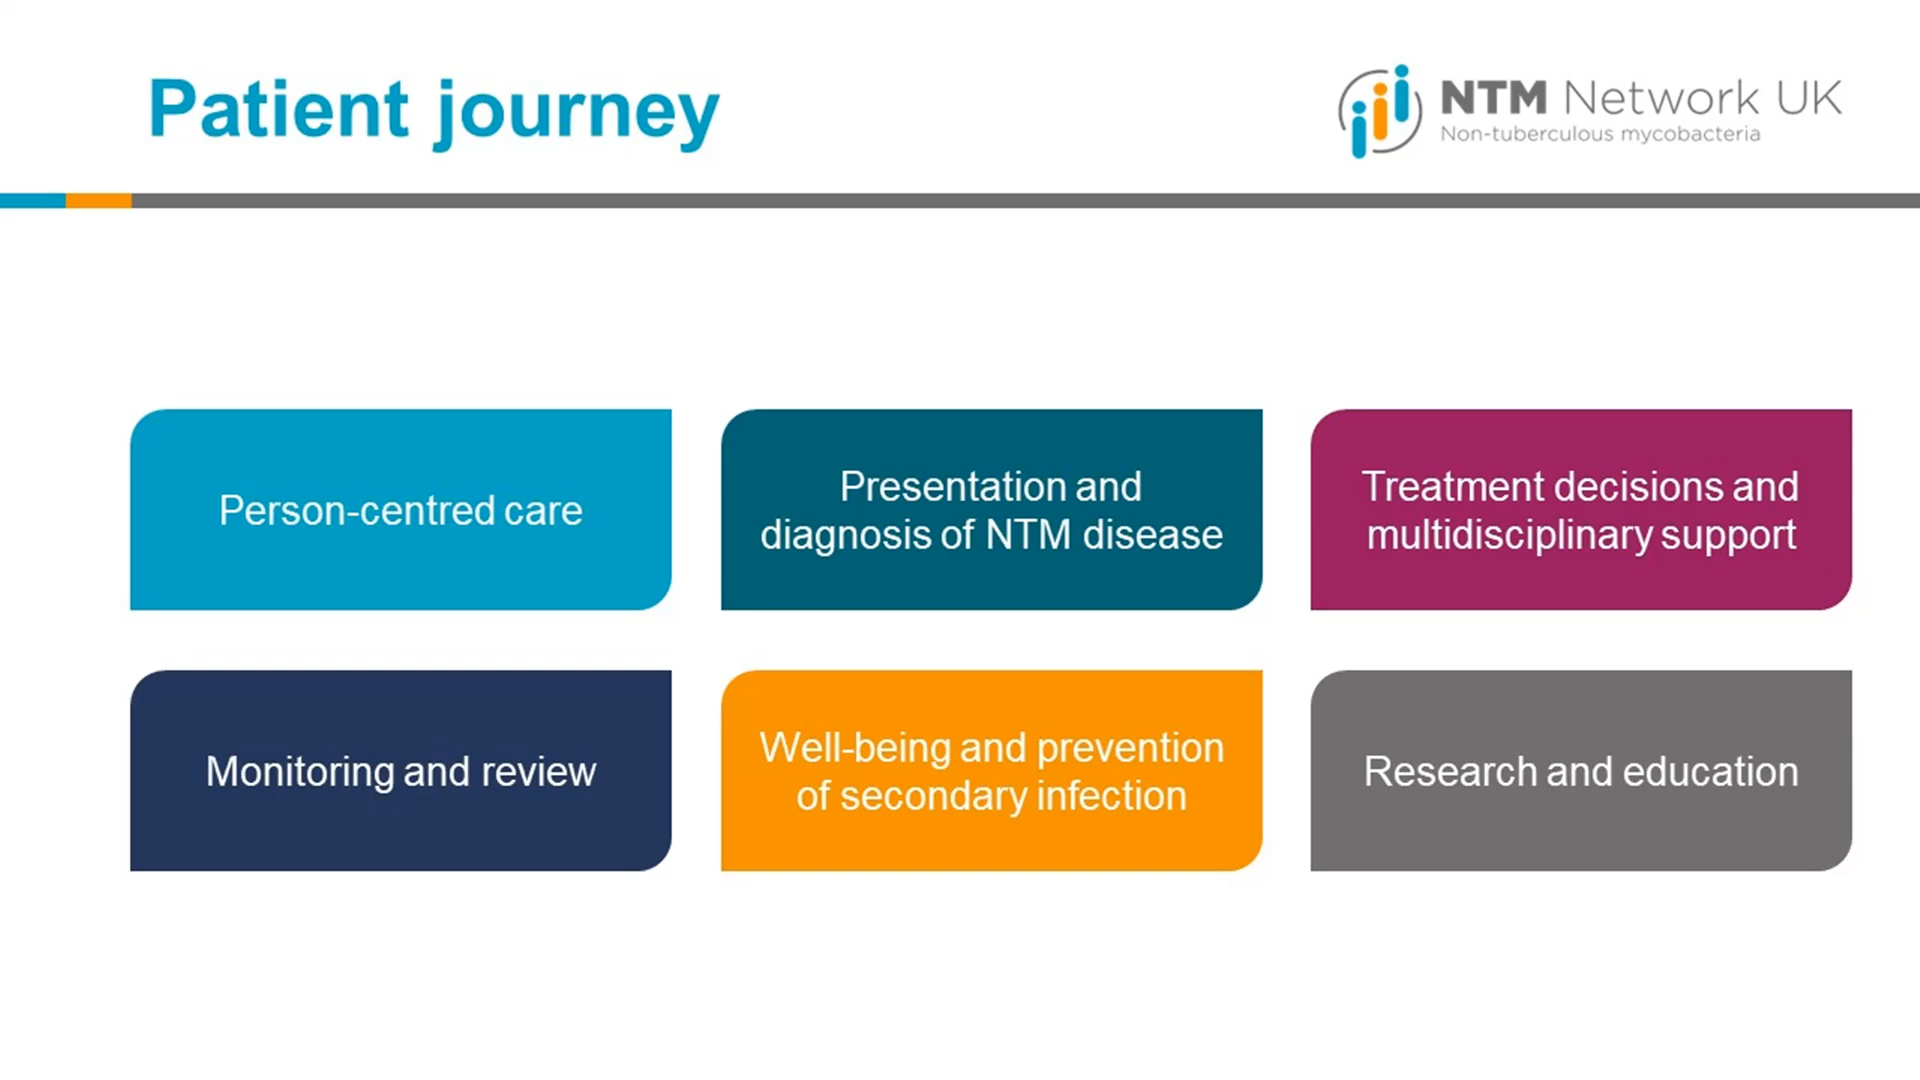 Patient journey
NTM Network UK
Non-tuberculous mycobacteria
Person-centred care
Presentation and
diagnosis of NTM disease
Treatment decisions and
multidisciplinary support
Monitoring and review
Well-being and prevention
of secondary infection
Research and education